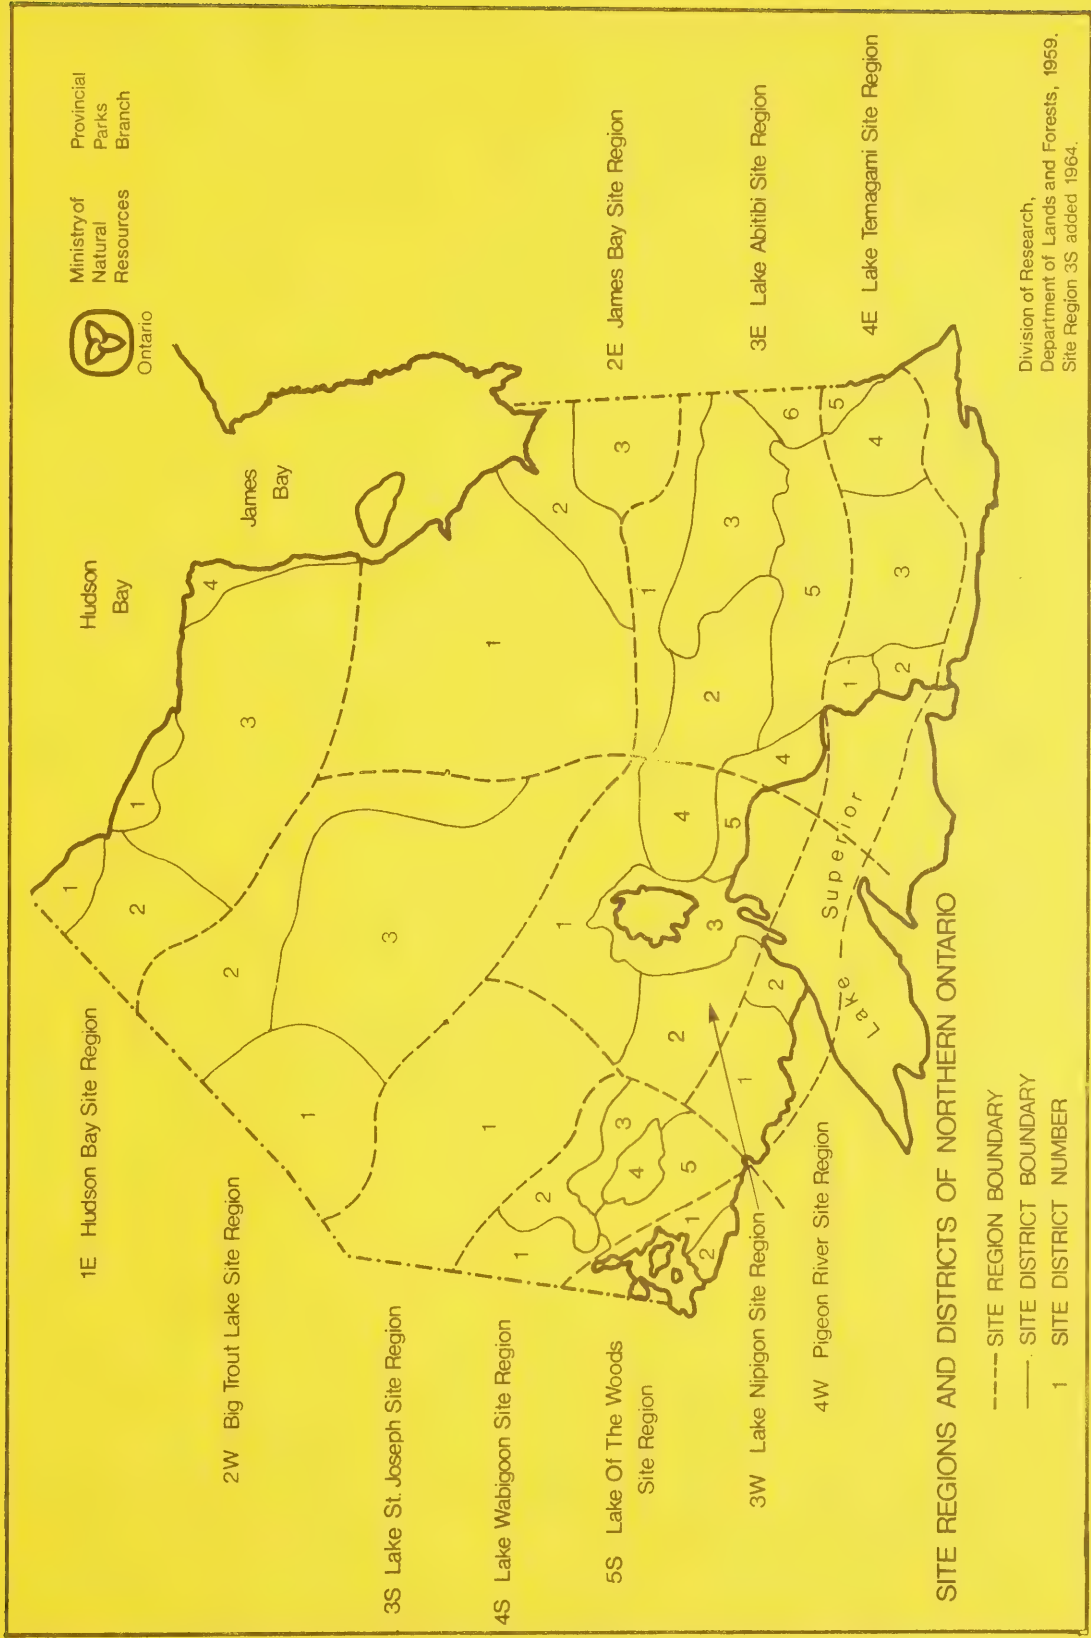 Ontario
Ministry of
Natural
Resources
Provincial
Parks
Branch
Hudson
Bay
James
Bay
1E Hudson Bay Site Region
2W Big Trout Lake Site Region
3S Lake St. Joseph Site Region
4S Lake Wabigoon Site Region
5S Lake Of The Woods
Site Region
3W Lake Nipigon Site Region
4W Pigeon River Site Region
2E James Bay Site Region
3E Lake Abitibi Site Region
4E Lake Temagami Site Region
1
2
1
3
4
1
2
3
1
2
3
1
1
2
3
4
5
1
2
1
2
3
4
5
1
2
1
2
3
4
5
6
1
2
3
4
5
Lake Superior
SITE REGIONS AND DISTRICTS OF NORTHERN ONTARIO
SITE REGION BOUNDARY
SITE DISTRICT BOUNDARY
1 SITE DISTRICT NUMBER
Division of Research,
Department of Lands and Forests, 1959.
Site Region 3S added 1964.